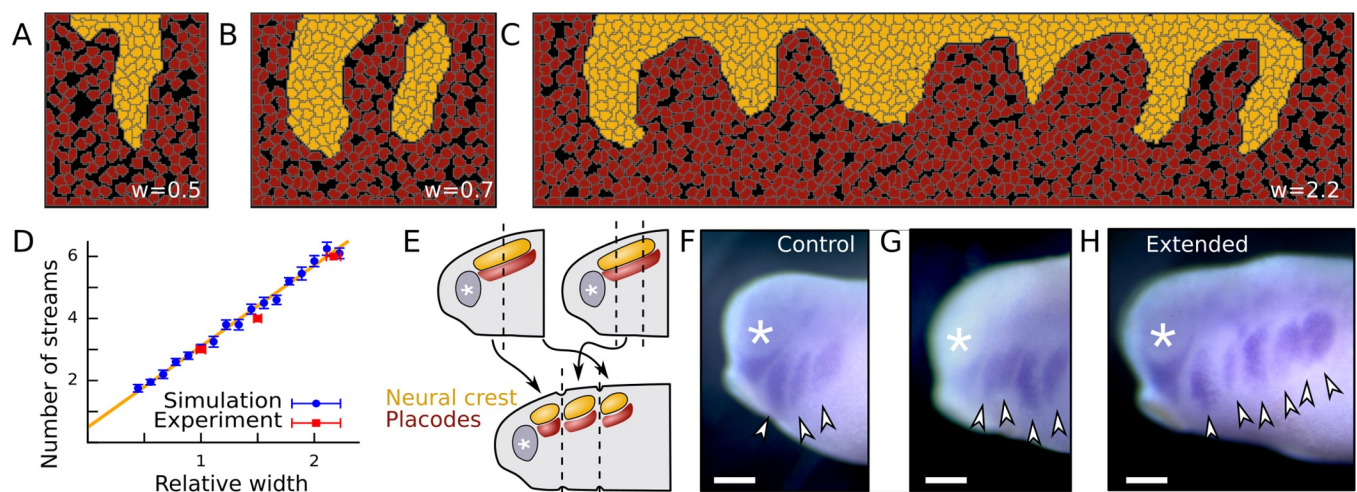 A
w=0.5
B
w=0.7
C
w=2.2
D
Number of streams
6
4
2
Simulation
Experiment
1
2
Relative width
E
*
*
Neural crest
Placodes
*
F
Control
*
G
*
H
Extended
*